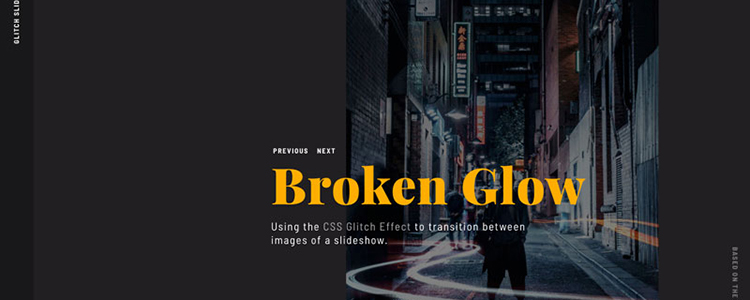 GLITCH SLID
PREVIOUS NEXT
Broken Glow
Using the CSS Glitch Effect to transition between
images of a slideshow.
BASED ON THE